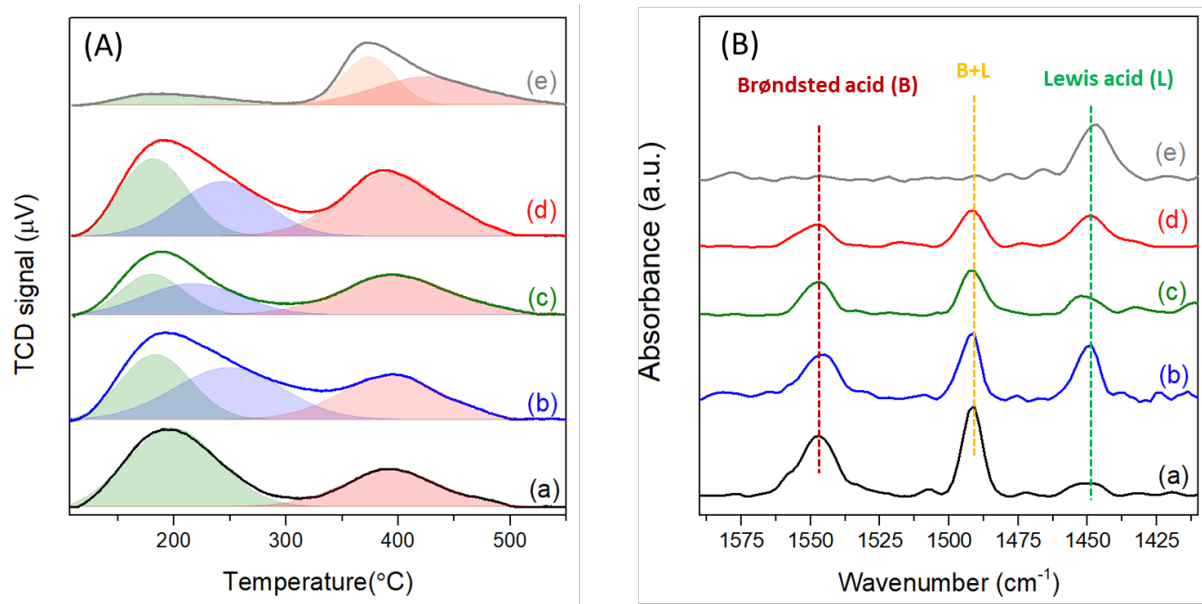 (A)
(e)
(d)
(c)
(b)
(a)
TCD signal (µV)
200
300
400
500
Temperature(°C)
(B)
B+L
Brøndsted acid (B)
Lewis acid (L)
(e)
(d)
(c)
(b)
(a)
Absorbance (a.u.)
1575
1550
1525
1500
1475
1450
1425
Wavenumber (cm⁻¹)